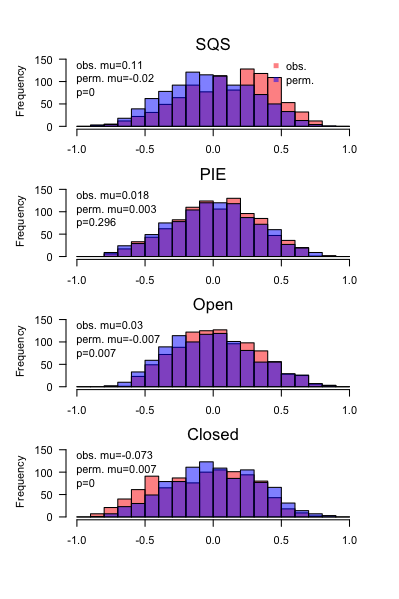 SQS
obs. mu=0.11
perm. mu=-0.02
p=0
obs.
perm.
Frequency
150
100
50
0
-1.0 -0.5 0.0 0.5 1.0
PIE
obs. mu=0.018
perm. mu=0.003
p=0.296
Frequency
150
100
50
0
-1.0 -0.5 0.0 0.5 1.0
Open
obs. mu=0.03
perm. mu=-0.007
p=0.007
Frequency
150
100
50
0
-1.0 -0.5 0.0 0.5 1.0
Closed
obs. mu=-0.073
perm. mu=0.007
p=0
Frequency
150
100
50
0
-1.0 -0.5 0.0 0.5 1.0